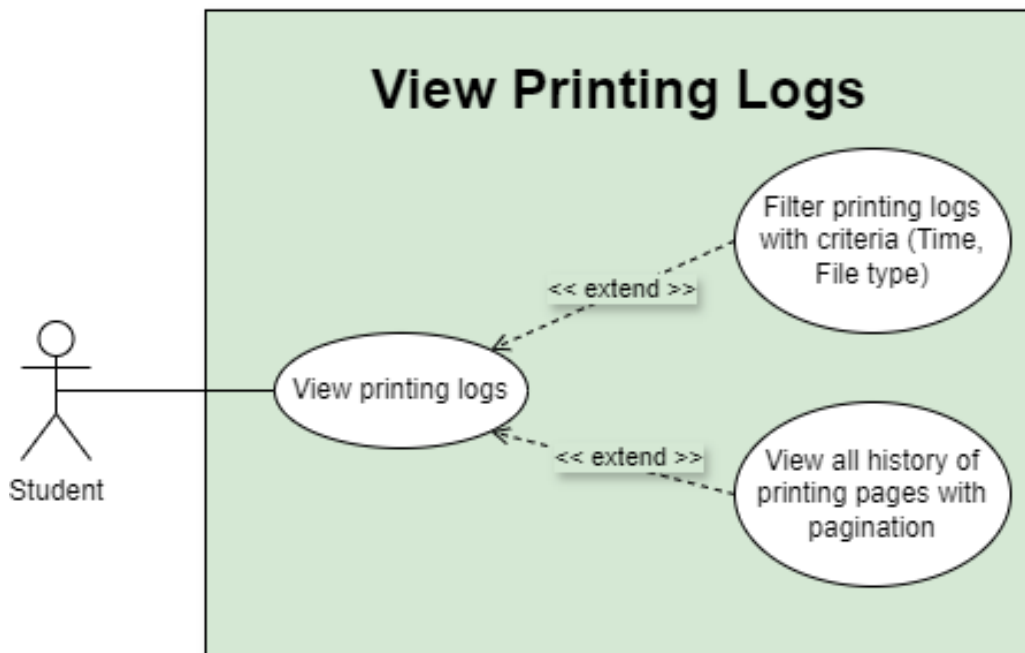 View Printing Logs
Filter printing logs
with criteria (Time,
File type)
<< extend >>
View printing logs
<< extend >>
View all history of
printing pages with
pagination
Student